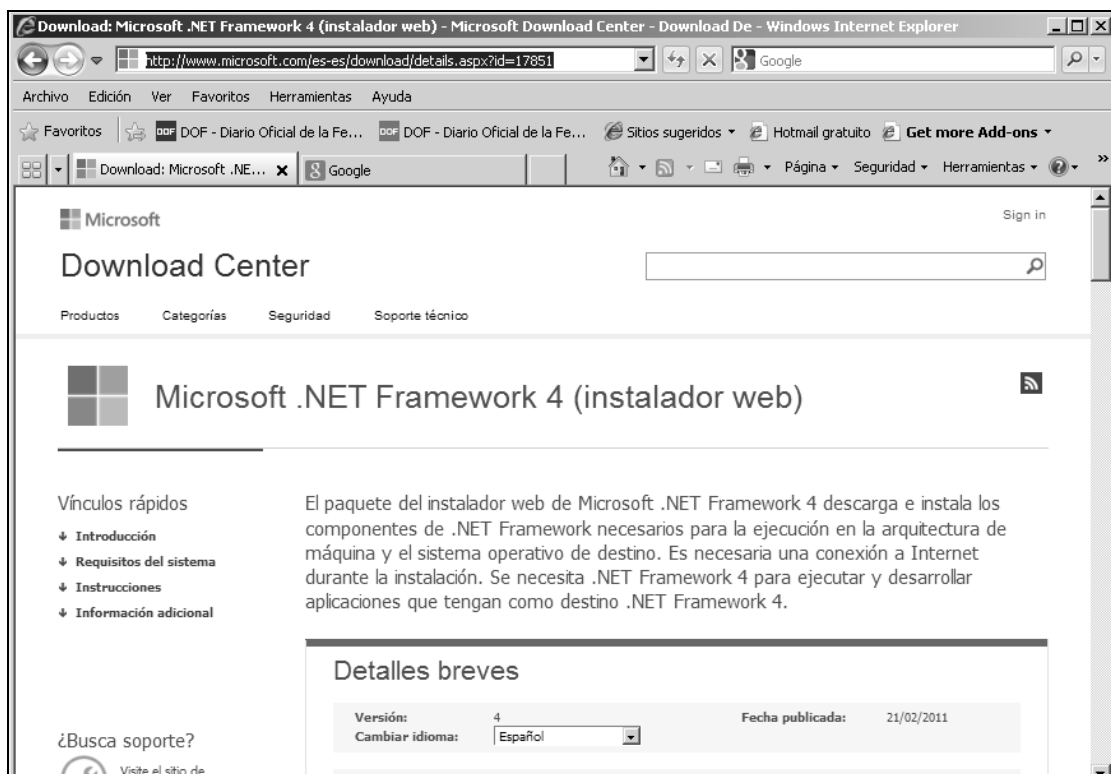 Download: Microsoft .NET Framework 4 (instalador web) - Microsoft Download Center - Download De - Windows Internet Explorer
http://www.microsoft.com/es-es/download/details.aspx?id=17851
Google
Archivo Edición Ver Favoritos Herramientas Ayuda
Favoritos DOF DOF - Diario Oficial de la Fe... DOF DOF - Diario Oficial de la Fe... Sitios sugeridos Hotmail gratuito Get more Add-ons
Download: Microsoft .NE... Google Página Seguridad Herramientas »
Microsoft Sign in
Download Center
Productos Categorías Seguridad Soporte técnico
Microsoft .NET Framework 4 (instalador web)
Vínculos rápidos
Introducción
Requisitos del sistema
Instrucciones
Información adicional
El paquete del instalador web de Microsoft .NET Framework 4 descarga e instala los
componentes de .NET Framework necesarios para la ejecución en la arquitectura de
máquina y el sistema operativo de destino. Es necesaria una conexión a Internet
durante la instalación. Se necesita .NET Framework 4 para ejecutar y desarrollar
aplicaciones que tengan como destino .NET Framework 4.
Detalles breves
Versión: 4 Fecha publicada: 21/02/2011
Cambiar idioma: Español
¿Busca soporte?
Visite el sitio de